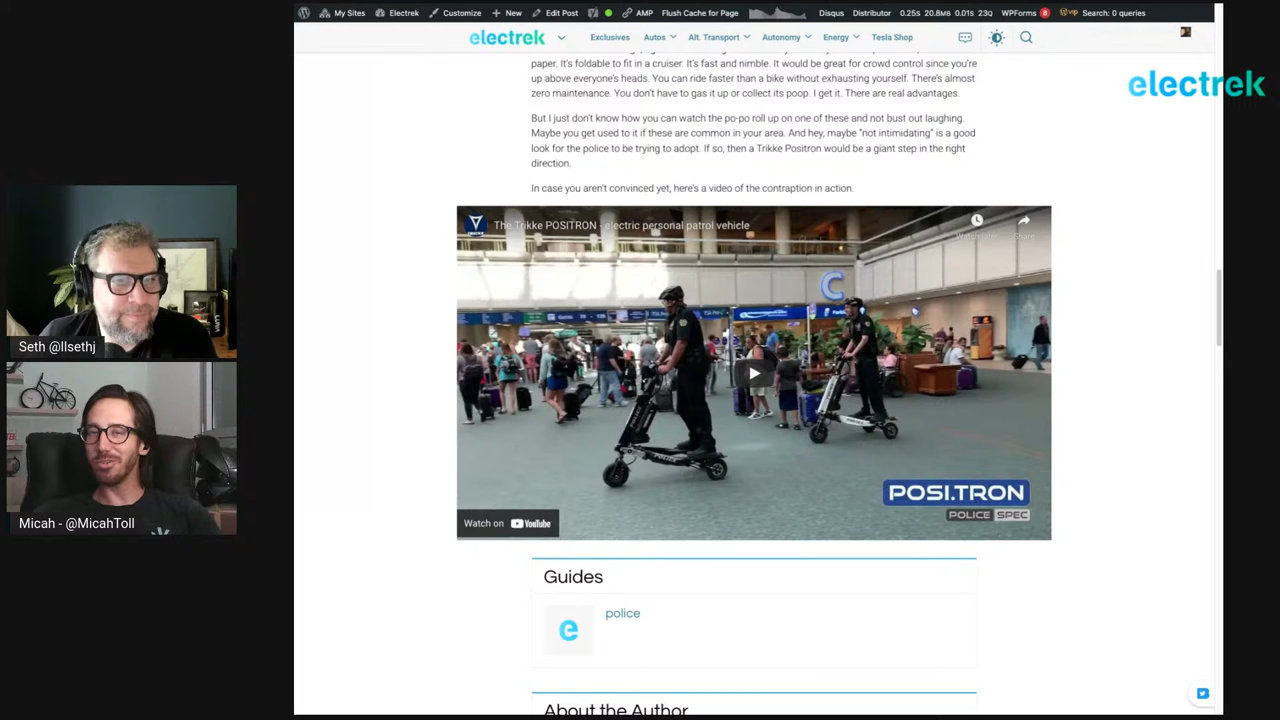 My Sites Electrek Customize New Edit Post AMP Flush Cache for Page Disqus Distributor 0.25s 20.8MB 0.01s 23Q WPForms 8 VIP Search: 0 queries
electrek Exclusives Autos Alt. Transport Autonomy Energy Tesla Shop
electrek
paper. It's foldable to fit in a cruiser. It's fast and nimble. It would be great for crowd control since you're
up above everyone's heads. You can ride faster than a bike without exhausting yourself. There's almost
zero maintenance. You don't have to gas it up or collect its poop. I get it. There are real advantages.
But I just don't know how you can watch the po-po roll up on one of these and not bust out laughing.
Maybe you get used to it if these are common in your area. And hey, maybe "not intimidating" is a good
look for the police to be trying to adopt. If so, then a Trikke Positron would be a giant step in the right
direction.
In case you aren't convinced yet, here's a video of the contraption in action.
The Trikke POSITRON - electric personal patrol vehicle
Watch later Share
C
POSI.TRON
POLICE SPEC
Watch on YouTube
Seth @llsethj
Micah - @MicahToll
Guides
e police
About the Author